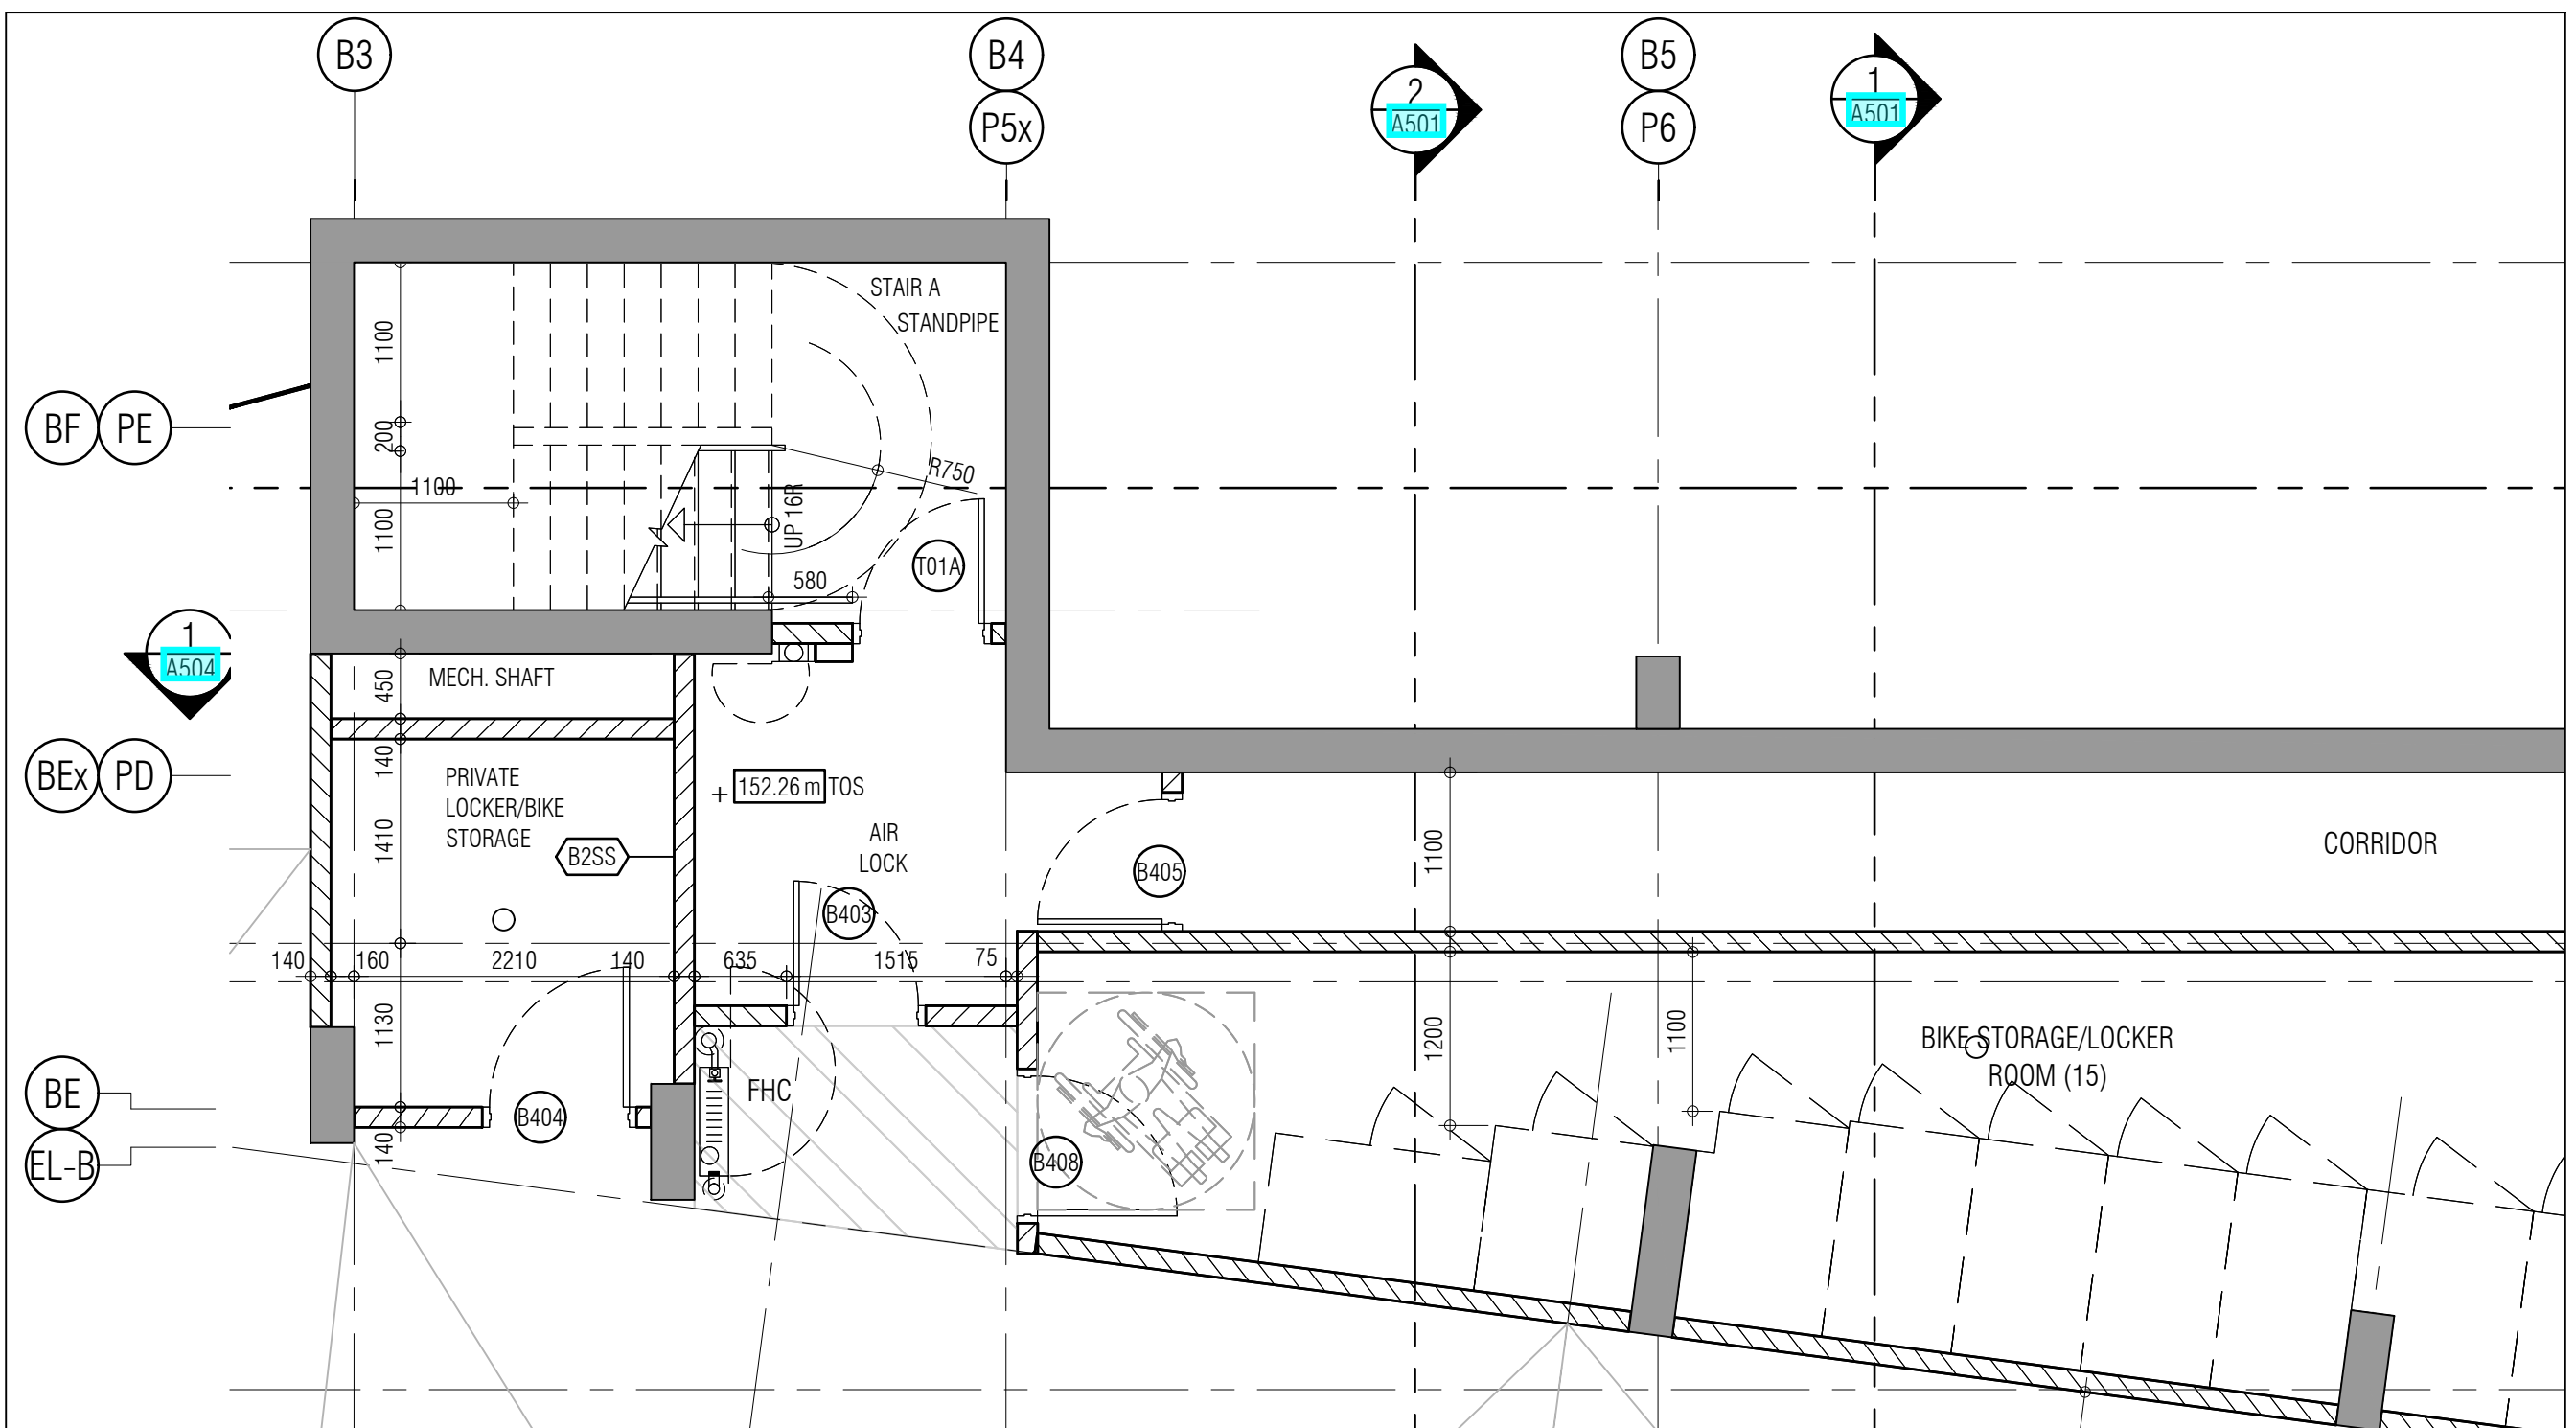 B3
B4
P5x
2
A501
B5
P6
1
A501
STAIR A
STANDPIPE
1100
BF
PE
200
R750
1100
UP 16R
1100
T01A
580
1
A504
MECH. SHAFT
450
140
BEx
PD
PRIVATE
LOCKER/BIKE
STORAGE
152.26 m
TOS
1410
B2SS
AIR
LOCK
B405
1100
CORRIDOR
B403
140
160
2210
140
635
1515
75
1130
1200
1100
BIKE STORAGE/LOCKER
ROOM (15)
BE
FHC
B404
140
EL-B
B408